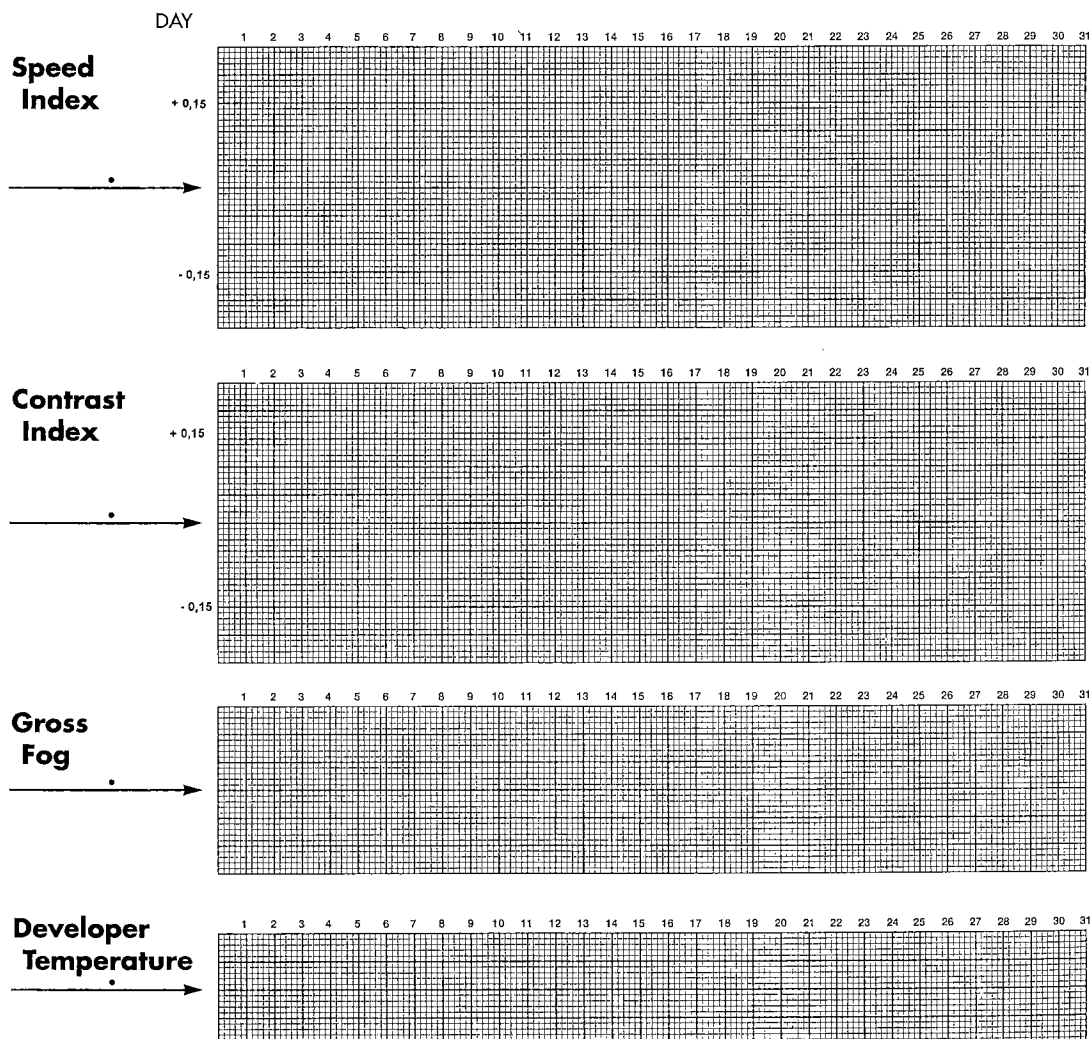 DAY
1 2 3 4 5 6 7 8 9 10 11 12 13 14 15 16 17 18 19 20 21 22 23 24 25 26 27 28 29 30 31
Speed
Index
+ 0,15
- 0,15
1 2 3 4 5 6 7 8 9 10 11 12 13 14 15 16 17 18 19 20 21 22 23 24 25 26 27 28 29 30 31
Contrast
Index
+ 0,15
- 0,15
1 2 3 4 5 6 7 8 9 10 11 12 13 14 15 16 17 18 19 20 21 22 23 24 25 26 27 28 29 30 31
Gross
Fog
1 2 3 4 5 6 7 8 9 10 11 12 13 14 15 16 17 18 19 20 21 22 23 24 25 26 27 28 29 30 31
Developer
Temperature